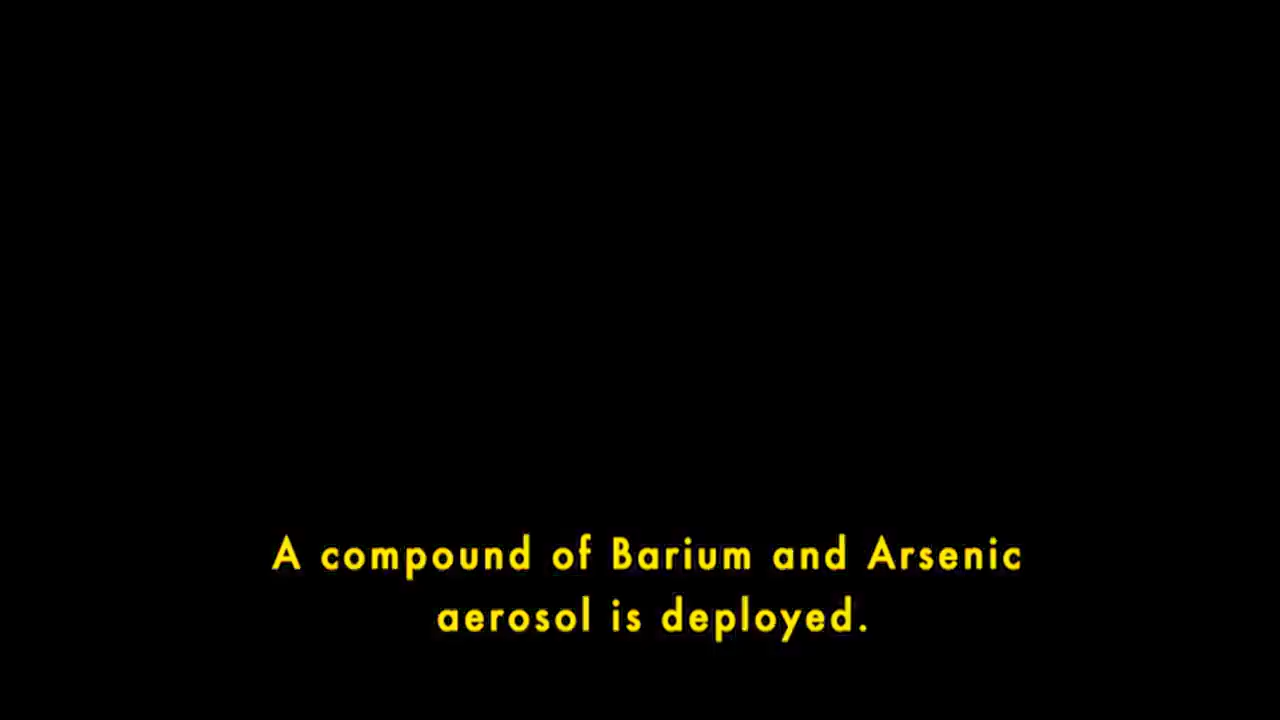 A compound of Barium and Arsenic
aerosol is deployed.